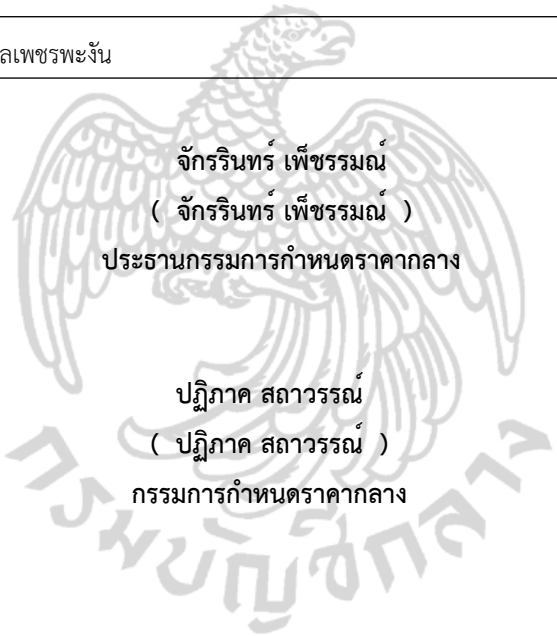 ลเพชรพะงัน
จักรรินทร์ เพ็ชรรมณ์
( จักรรินทร์ เพ็ชรรมณ์ )
ประธานกรรมการกำหนดราคากลาง
ปฏิภาค สถาวรรณ์
( ปฏิภาค สถาวรรณ์ )
กรรมการกำหนดราคากลาง
กรมบัญชีกลาง